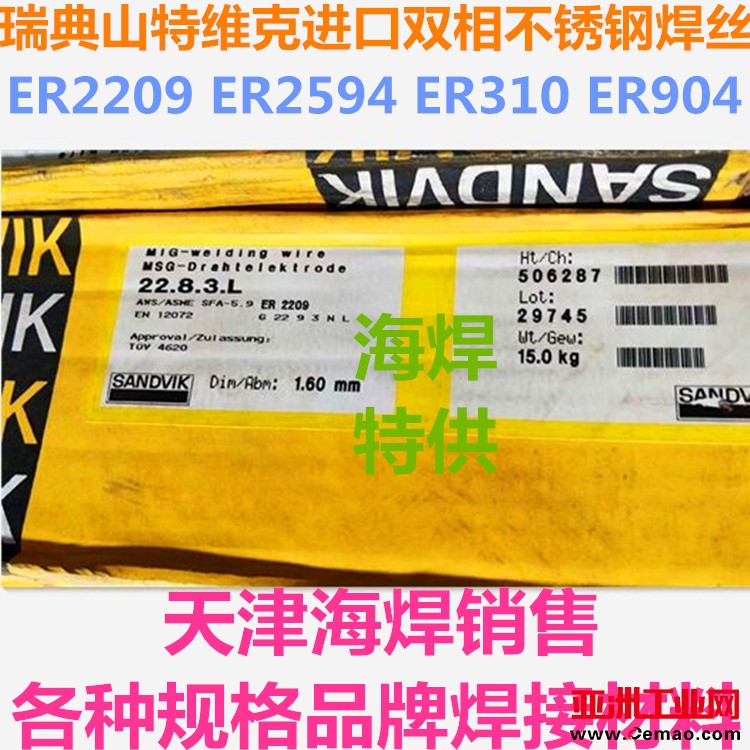 瑞典山特维克进口双相不锈钢焊丝
ER2209 ER2594 ER310 ER904
SANDVIK
MIG-welding wire
MSG-Drahtelektrode
22.8.3.L
AWS/ASME SFA-5.9 ER 2209
EN 12072 G 22 9 3 N L
Approval/Zulassung:
TÜV 4620
SANDVIK Dim/Abm: 1.60 mm
Ht/Ch:
506287
Lot:
29745
Wt/Gew:
15.0 kg
SANDV
VIK
IK
IK
K
海焊
特供
天津海焊销售
各种规格品牌焊接材料
亚洲工业网
www.Cemao.com